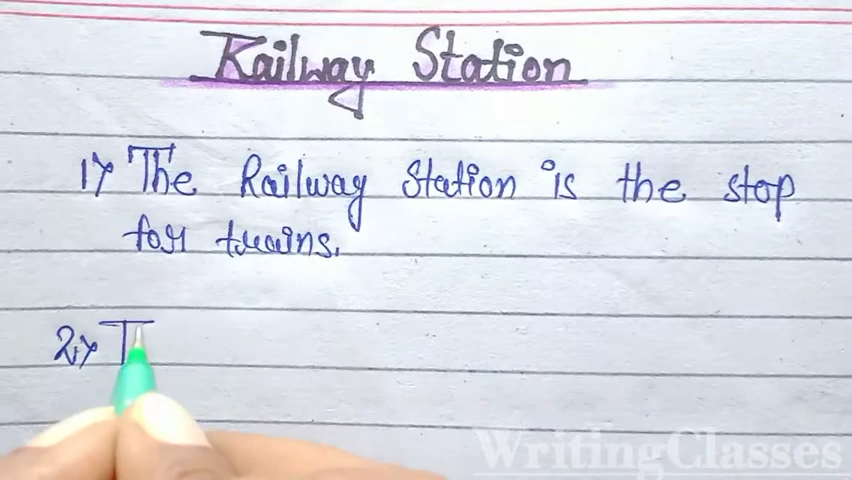 Railway Station
1) The Railway Station is the stop
for trains.
2) T
WritingClasses